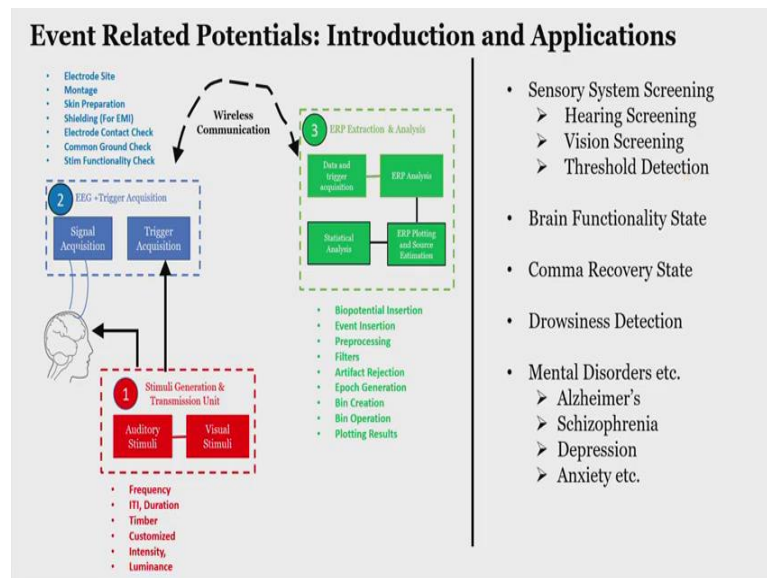 Event Related Potentials: Introduction and Applications
• Electrode Site
• Montage
• Skin Preparation
• Shielding (For EMI)
• Electrode Contact Check
• Common Ground Check
• Stim Functionality Check
Wireless
Communication
2 EEG +Trigger Acquisition
Signal
Acquisition
Trigger
Acquisition
1 Stimuli Generation &
Transmission Unit
Auditory
Stimuli
Visual
Stimuli
• Frequency
• ITI, Duration
• Timber
• Customized
• Intensity,
• Luminance
3 ERP Extraction & Analysis
Data and
trigger
acquisition
ERP Analysis
Statistical
Analysis
ERP Plotting
and Source
Estimation
• Biopotential Insertion
• Event Insertion
• Preprocessing
• Filters
• Artifact Rejection
• Epoch Generation
• Bin Creation
• Bin Operation
• Plotting Results
• Sensory System Screening
➢ Hearing Screening
➢ Vision Screening
➢ Threshold Detection
• Brain Functionality State
• Comma Recovery State
• Drowsiness Detection
• Mental Disorders etc.
➢ Alzheimer's
➢ Schizophrenia
➢ Depression
➢ Anxiety etc.